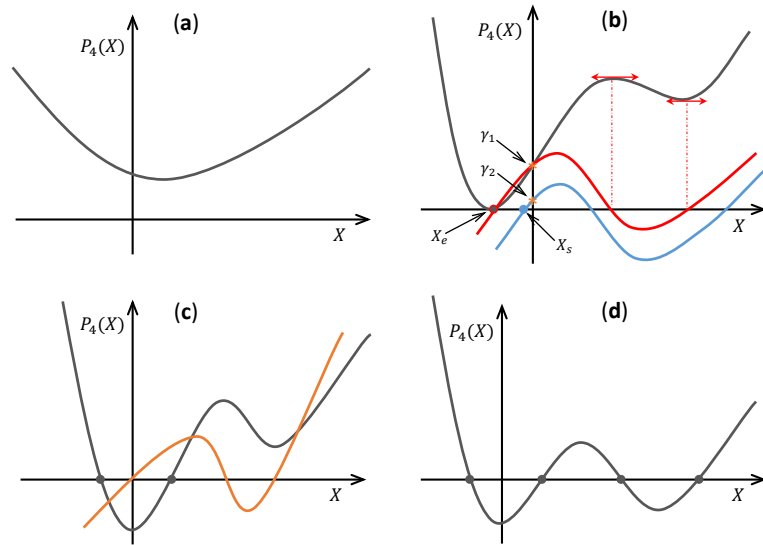 (a)
P₄(X)
X
(b)
P₄(X)
γ₁
γ₂
Xₑ
Xₛ
X
(c)
P₄(X)
X
(d)
P₄(X)
X